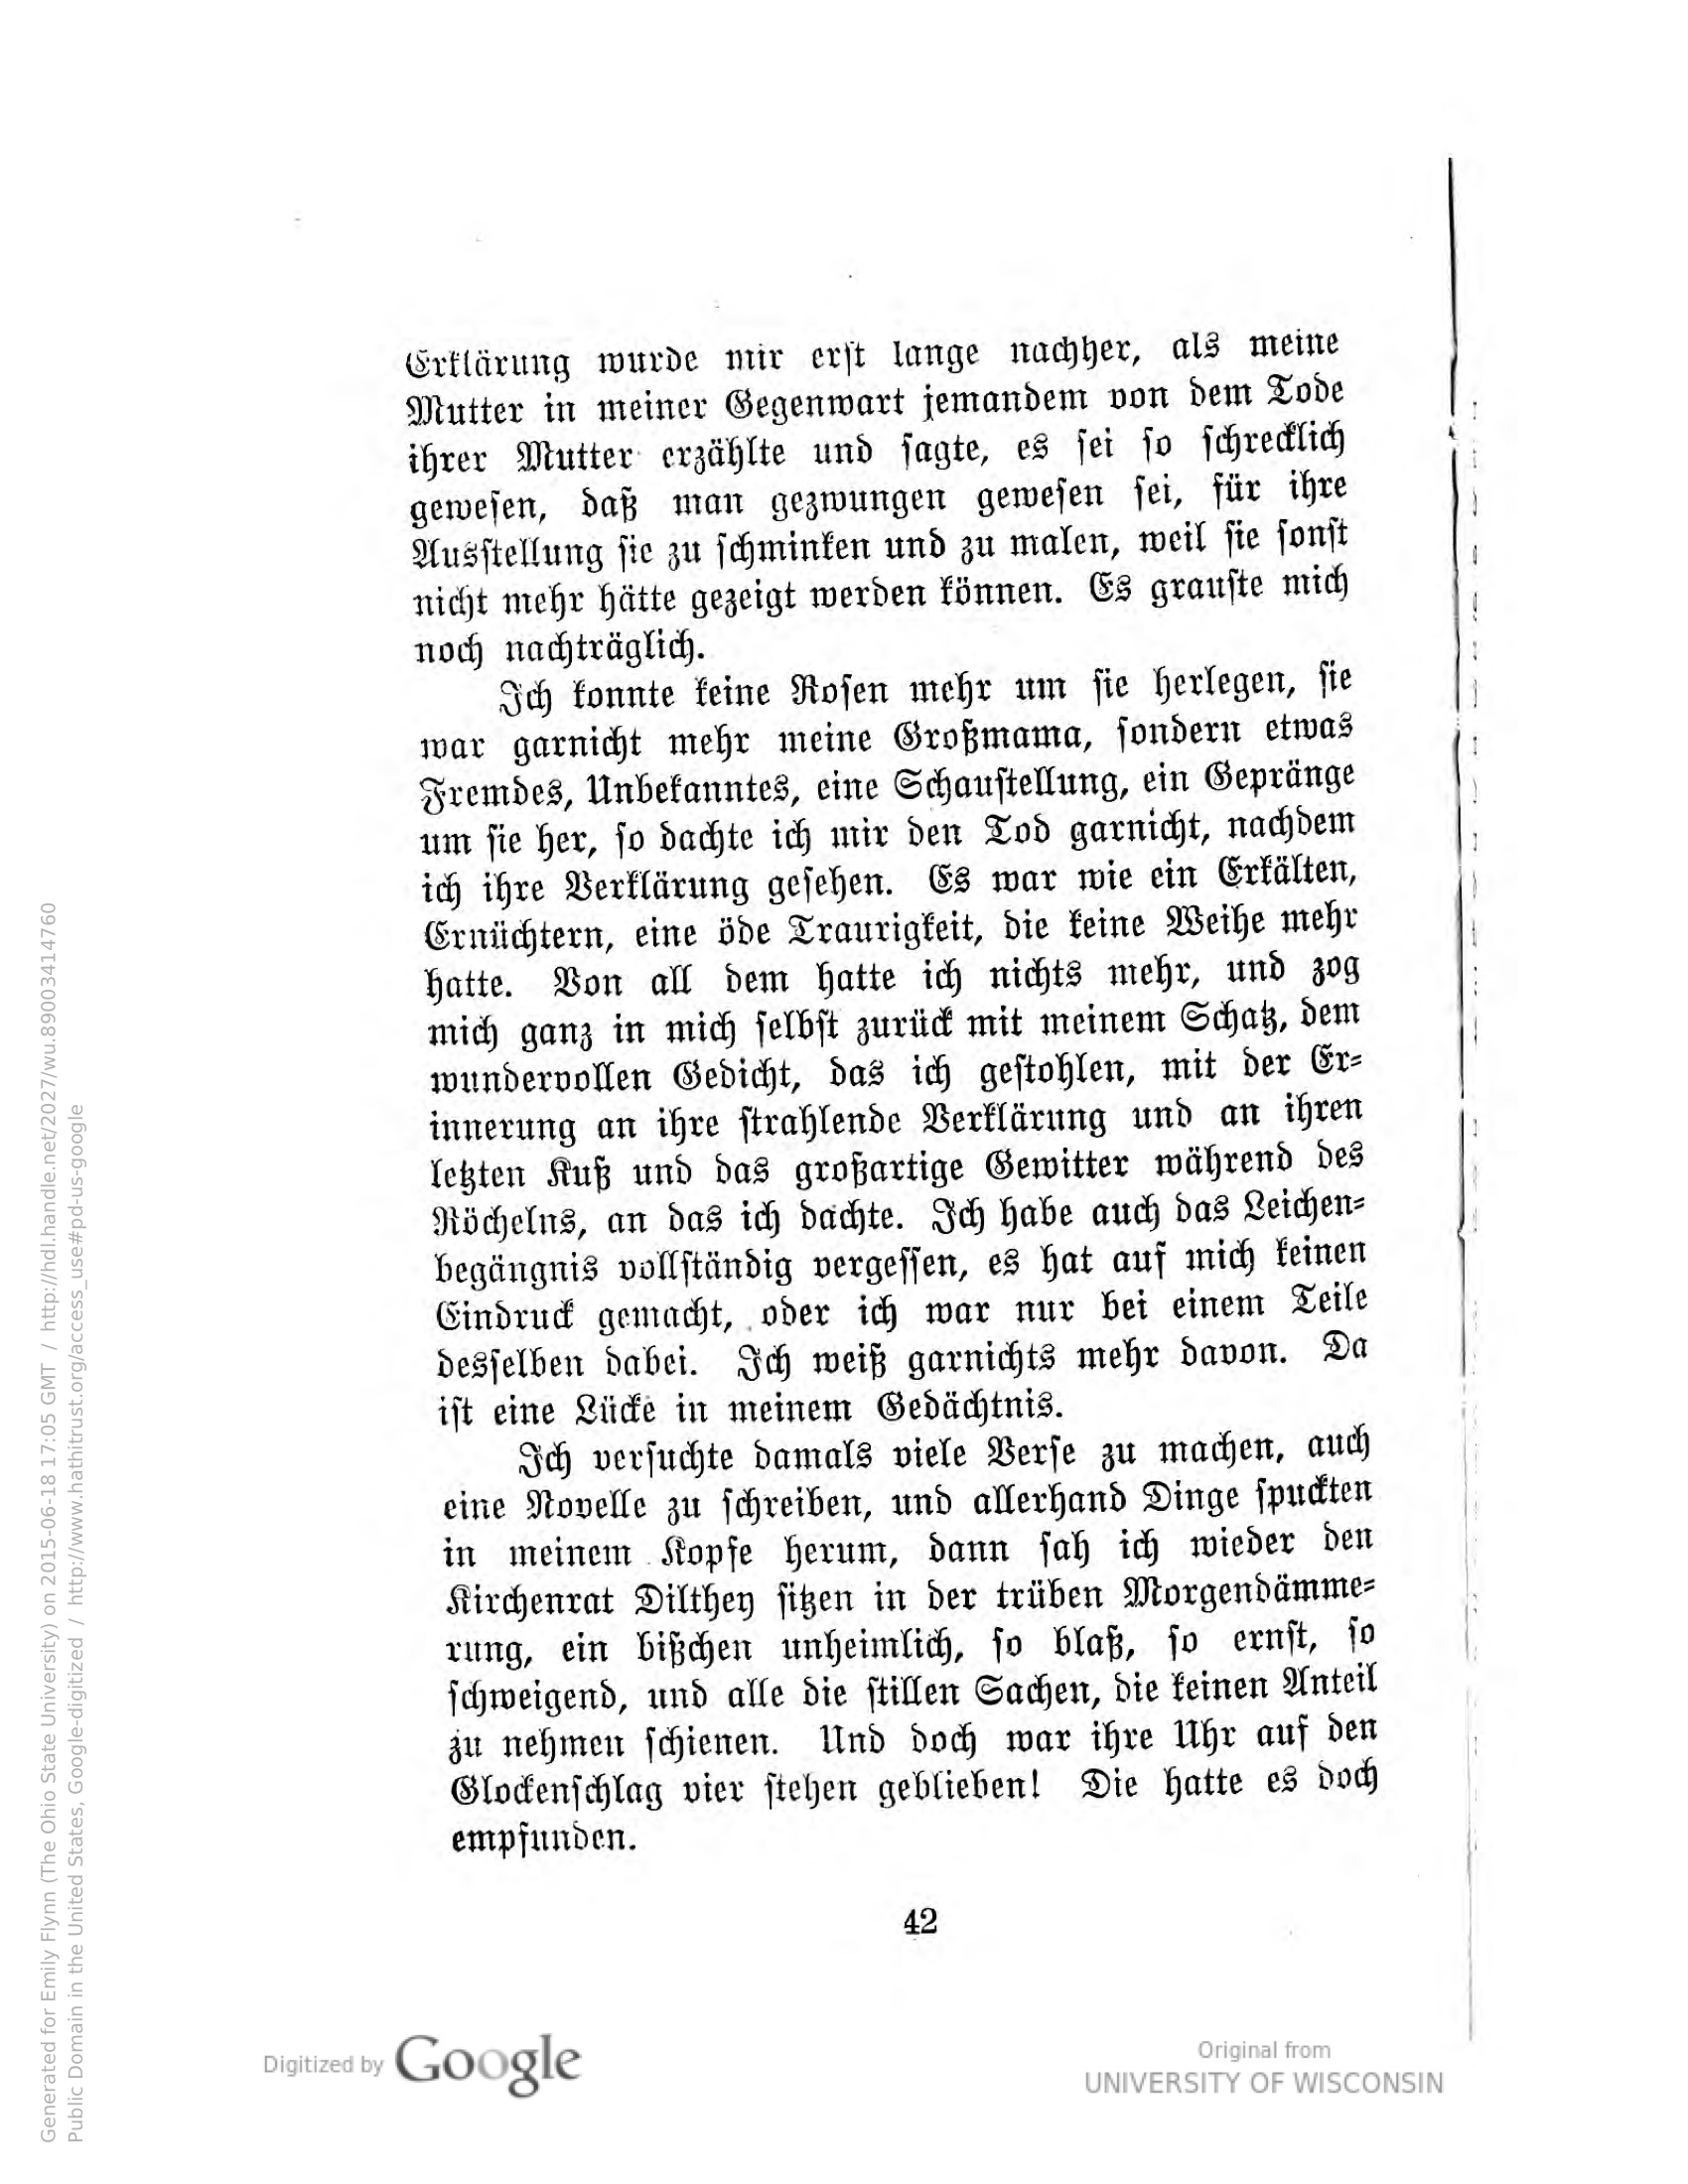 Erklärung wurde mir erst lange nachher, als meine
Mutter in meiner Gegenwart jemandem von dem Tode
ihrer Mutter erzählte und sagte, es sei so schrecklich
gewesen, daß man gezwungen gewesen sei, für ihre
Ausstellung sie zu schminken und zu malen, weil sie sonst
nicht mehr hätte gezeigt werden können. Es grauste mich
noch nachträglich.
Ich konnte keine Rosen mehr um sie herlegen, sie
war garnicht mehr meine Großmama, sondern etwas
Fremdes, Unbekanntes, eine Schaustellung, ein Gepränge
um sie her, so dachte ich mir den Tod garnicht, nachdem
ich ihre Verklärung gesehen. Es war wie ein Erkälten,
Ernüchtern, eine öde Traurigkeit, die keine Weihe mehr
hatte. Von all dem hatte ich nichts mehr, und zog
mich ganz in mich selbst zurück mit meinem Schatz, dem
wundervollen Gedicht, das ich gestohlen, mit der Er-
innerung an ihre strahlende Verklärung und an ihren
letzten Kuß und das großartige Gewitter während des
Röchelns, an das ich dachte. Ich habe auch das Leichen-
begängnis vollständig vergessen, es hat auf mich keinen
Eindruck gemacht, oder ich war nur bei einem Teile
desselben dabei. Ich weiß garnichts mehr davon. Da
ist eine Lücke in meinem Gedächtnis.
Ich versuchte damals viele Verse zu machen, auch
eine Novelle zu schreiben, und allerhand Dinge spuckten
in meinem Kopfe herum, dann sah ich wieder den
Kirchenrat Dilthey sitzen in der trüben Morgendämme-
rung, ein bißchen unheimlich, so blaß, so ernst, so
schweigend, und alle die stillen Sachen, die keinen Anteil
zu nehmen schienen. Und doch war ihre Uhr auf den
Glockenschlag vier stehen geblieben! Die hatte es doch
empfunden.
42
Digitized by Google
Original from
UNIVERSITY OF WISCONSIN
Generated for Emily Flynn (The Ohio State University) on 2015-06-18 17:05 GMT / http://hdl.handle.net/2027/wu.89003414760
Public Domain in the United States, Google-digitized / http://www.hathitrust.org/access_use#pd-us-google